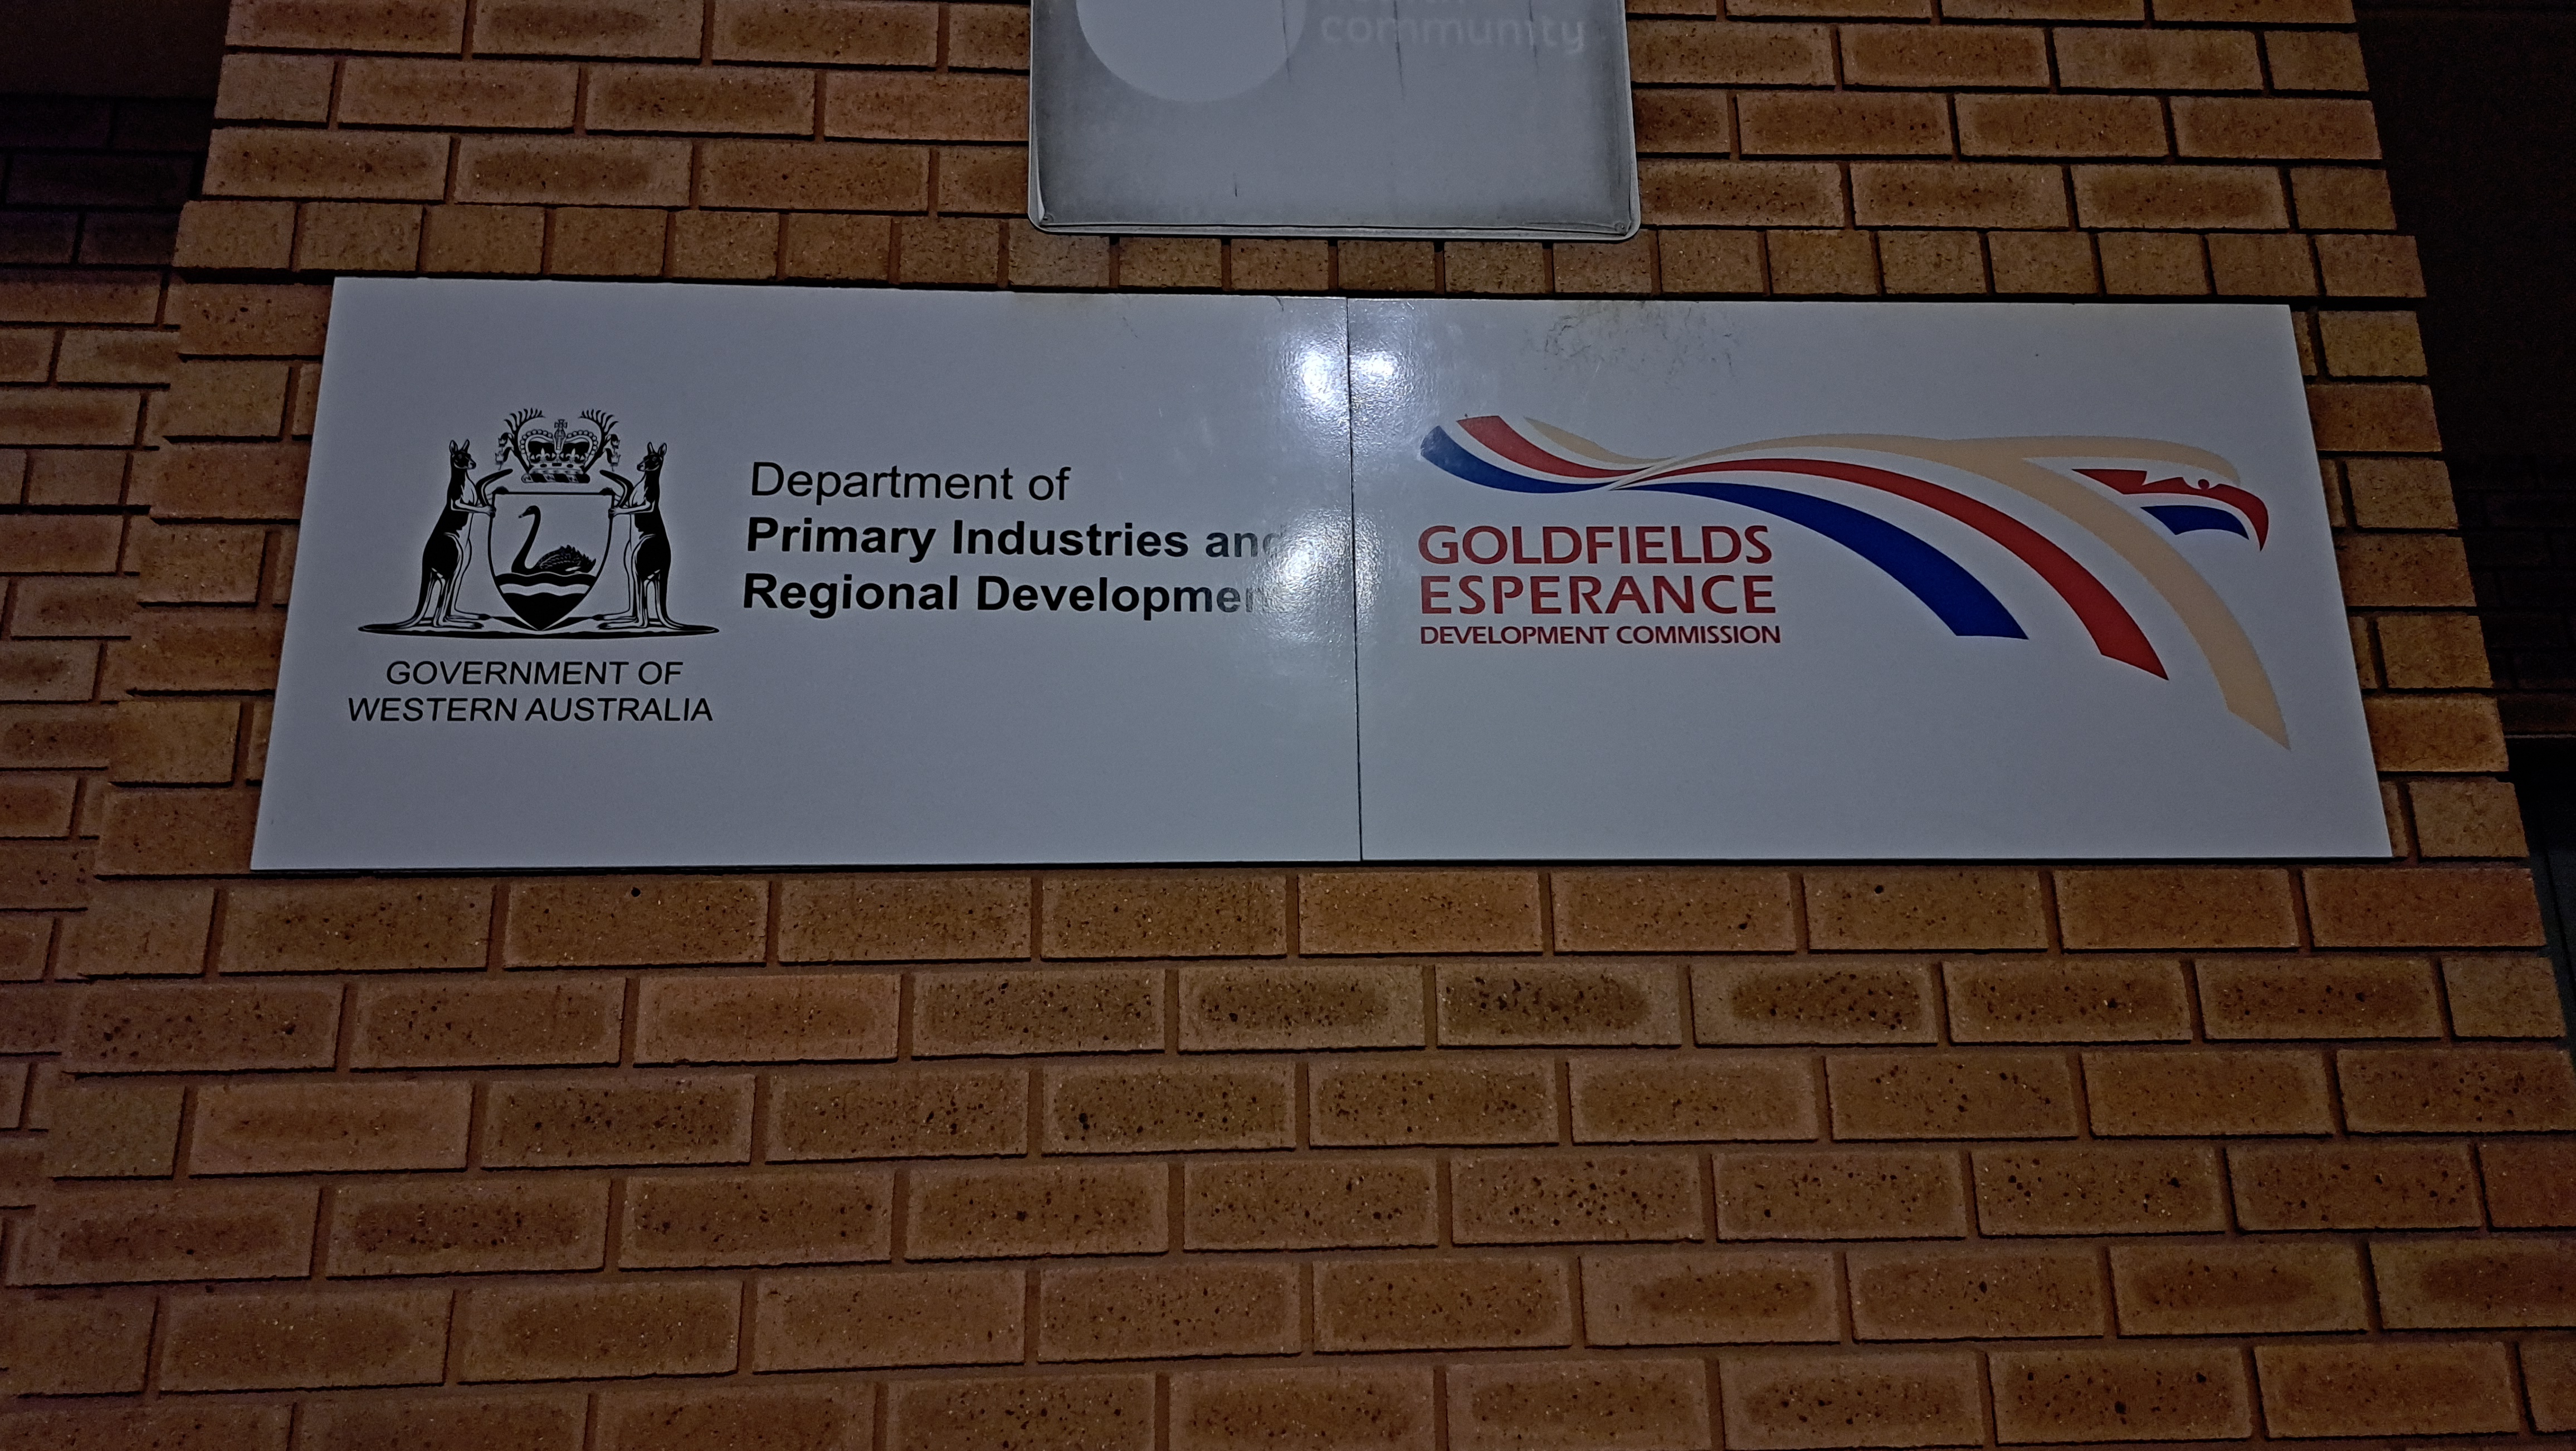 community
Department of
Primary Industries and
Regional Development
GOVERNMENT OF
WESTERN AUSTRALIA
GOLDFIELDS
ESPERANCE
DEVELOPMENT COMMISSION